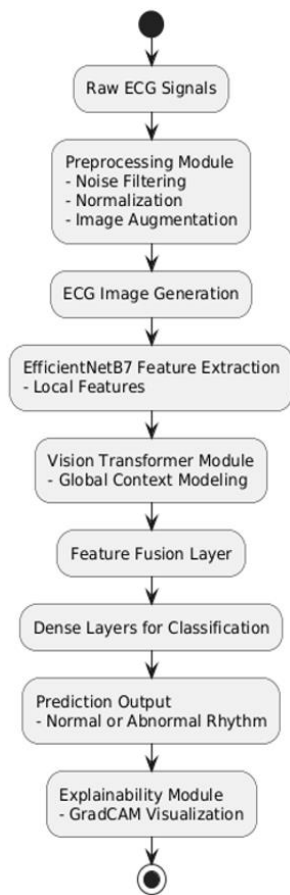 Raw ECG Signals
Preprocessing Module
- Noise Filtering
- Normalization
- Image Augmentation
ECG Image Generation
EfficientNetB7 Feature Extraction
- Local Features
Vision Transformer Module
- Global Context Modeling
Feature Fusion Layer
Dense Layers for Classification
Prediction Output
- Normal or Abnormal Rhythm
Explainability Module
- GradCAM Visualization